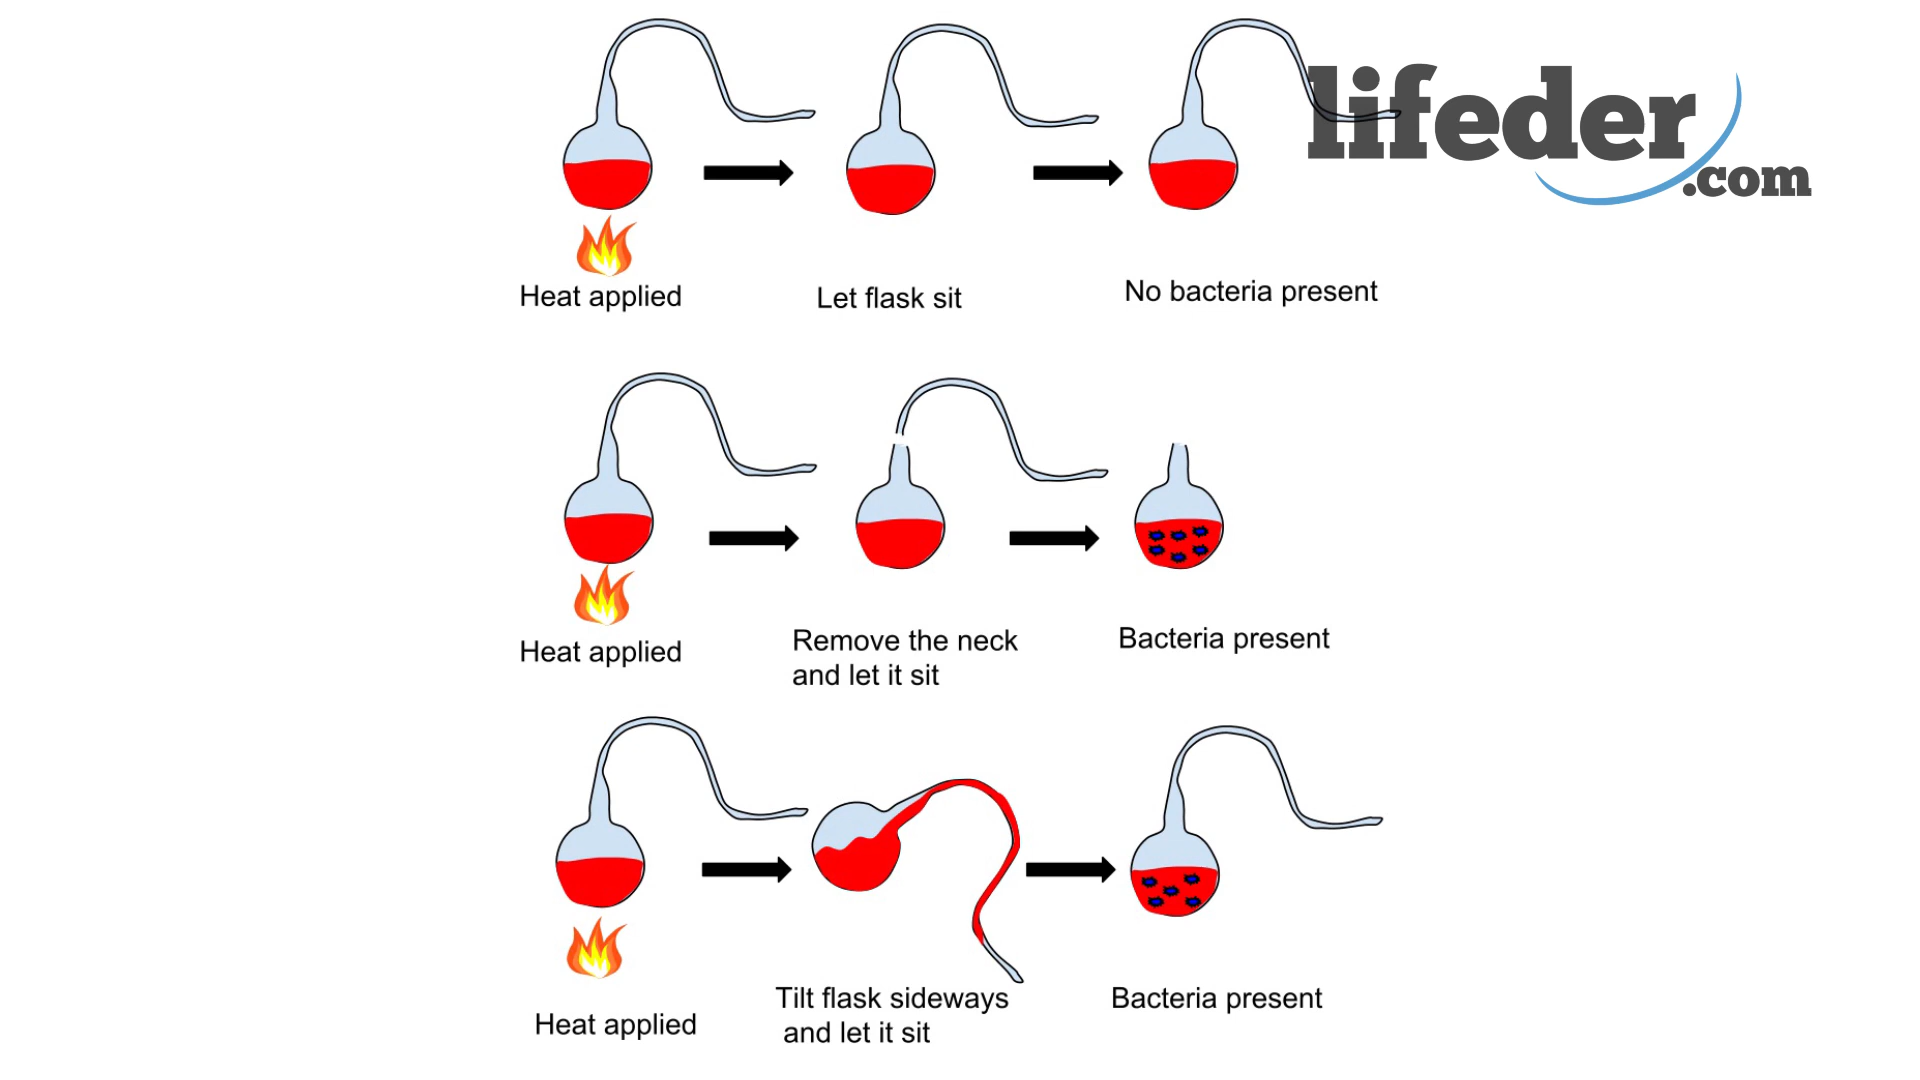 lifeder
.com
Heat applied
Let flask sit
No bacteria present
Heat applied
Remove the neck
and let it sit
Bacteria present
Heat applied
Tilt flask sideways
and let it sit
Bacteria present